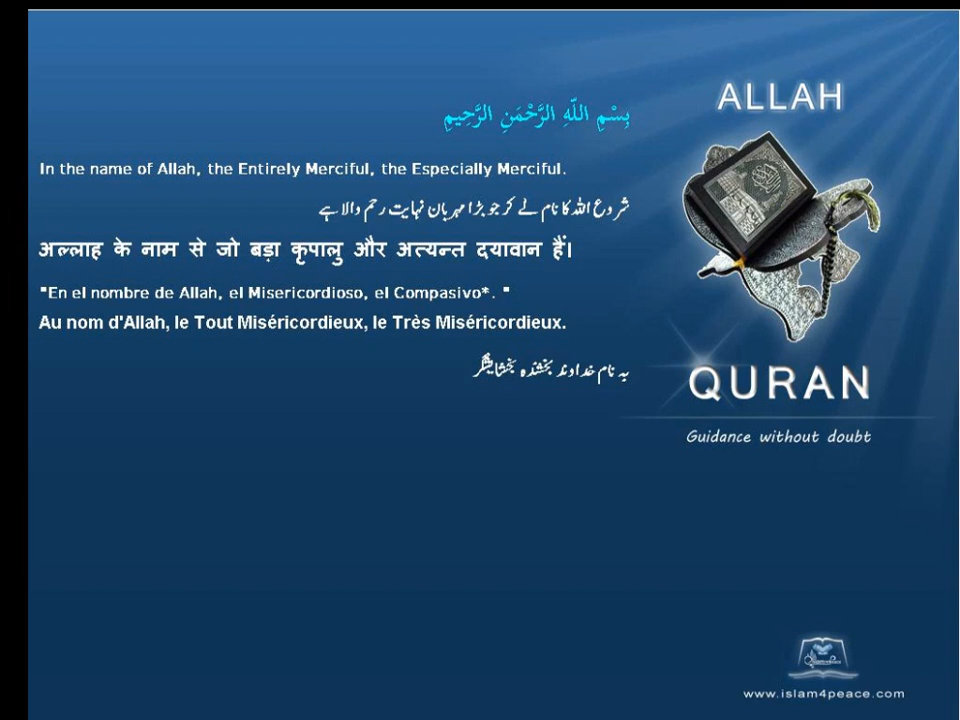 بِسْمِ اللّهِ الرَّحْمَنِ الرَّحِيمِ
In the name of Allah, the Entirely Merciful, the Especially Merciful.
شروع اللہ کا نام لے کر جو بڑا مہربان نہایت رحم والا ہے
अल्लाह के नाम से जो बड़ा कृपालु और अत्यन्त दयावान हैं।
"En el nombre de Allah, el Misericordioso, el Compasivo*. "
Au nom d'Allah, le Tout Miséricordieux, le Très Miséricordieux.
به نام خداوند بخشنده بخشایشگر
ALLAH
QURAN
Guidance without doubt
www.islam4peace.com